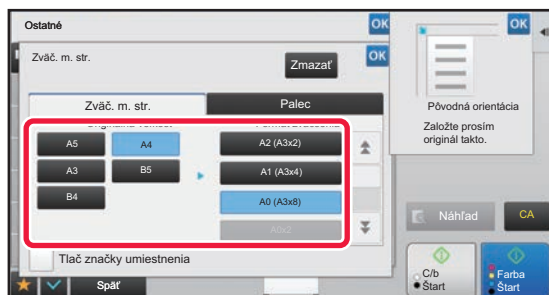 Ostatné
OK
Zväč. m. str.
Zmazať
OK
Zväč. m. str.
Palec
A5
A4
A3
B5
B4
A2 (A3x2)
A1 (A3x4)
A0 (A3x8)
A0x2
Tlač značky umiestnenia
Späť
OK
Pôvodná orientácia
Založte prosím
originál takto.
Náhľad
CA
C/b
Štart
Farba
Štart